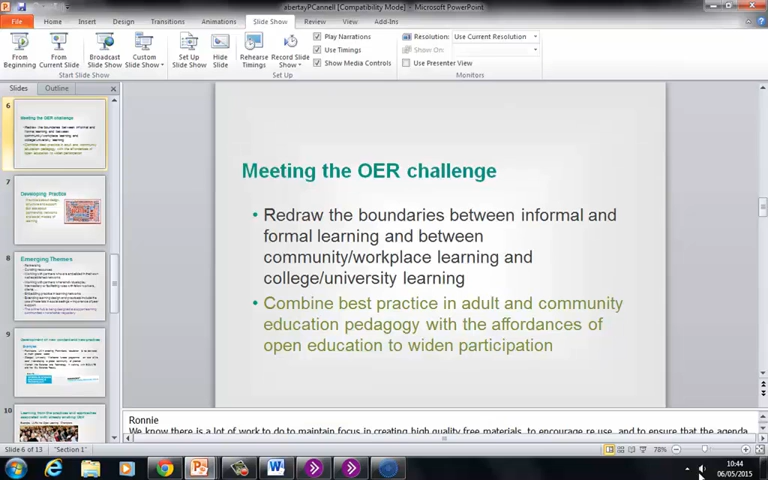 abertayPCannell [Compatibility Mode] - Microsoft PowerPoint
File Home Insert Design Transitions Animations Slide Show Review View Add-Ins
From Beginning
From Current Slide
Broadcast Slide Show
Custom Slide Show
Set Up Slide Show
Hide Slide
Rehearse Timings
Record Slide Show
Play Narrations
Use Timings
Show Media Controls
Resolution: Use Current Resolution
Show On:
Use Presenter View
Start Slide Show
Set Up
Monitors
Slides Outline
6
Meeting the OER challenge
7
Developing Practice
8
Emerging Themes
9
10
Meeting the OER challenge
• Redraw the boundaries between informal and
formal learning and between
community/workplace learning and
college/university learning
• Combine best practice in adult and community
education pedagogy with the affordances of
open education to widen participation
Ronnie
We know there is a lot of work to do to maintain focus in creating high quality free materials, to encourage re use, and to ensure that the agenda
Slide 6 of 13 "Section 1"
78%
10:44
06/05/2015